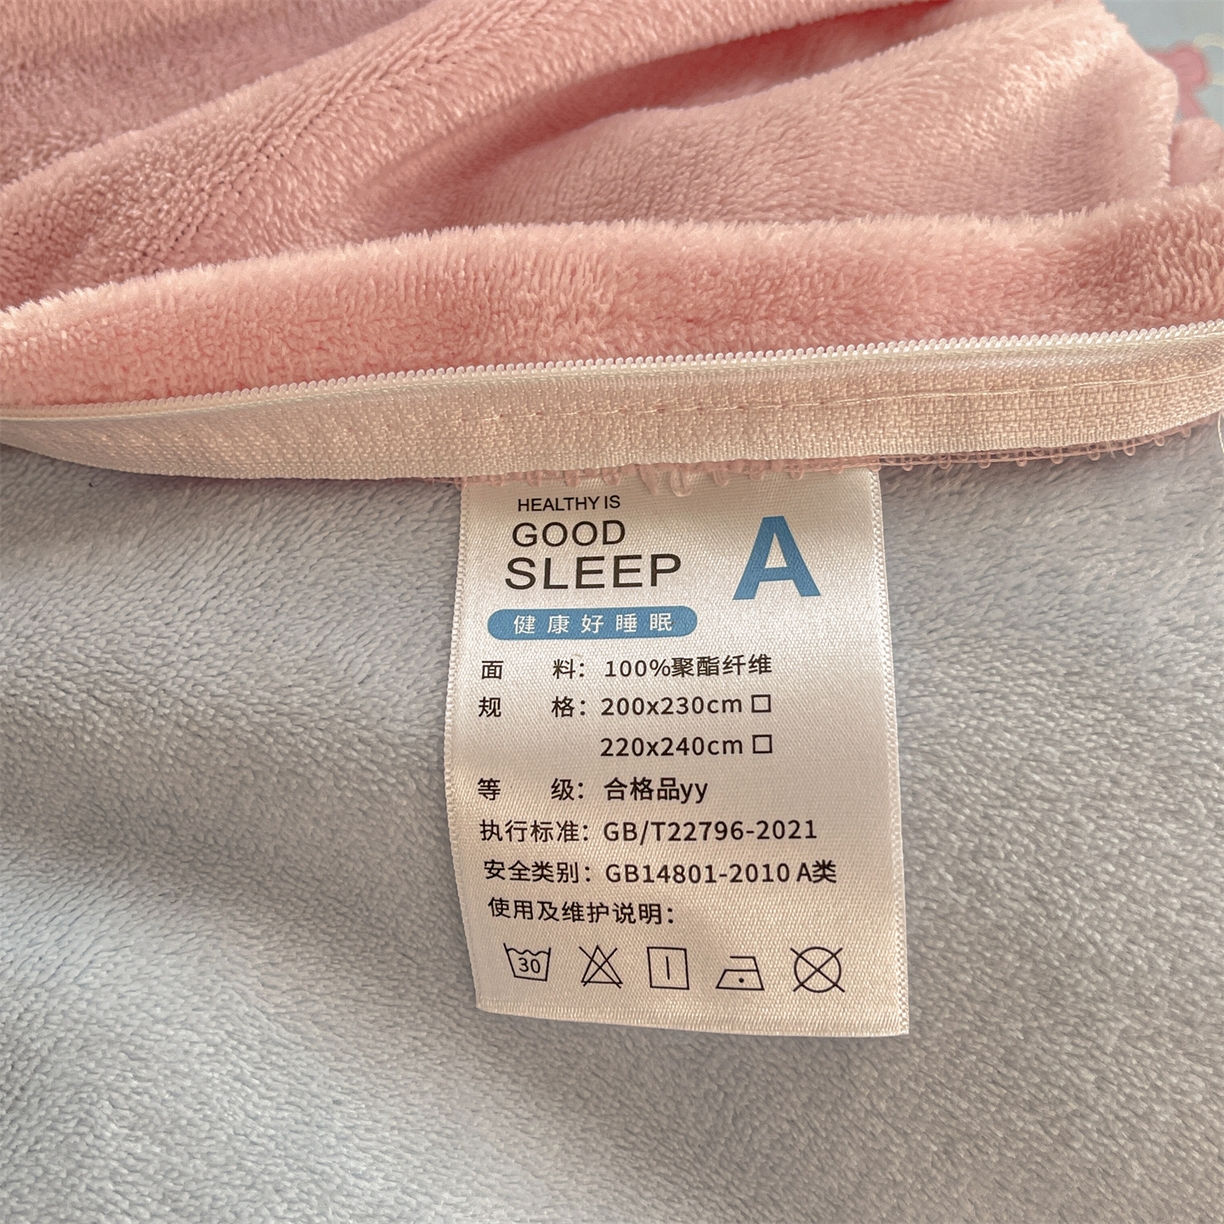 HEALTHY IS
GOOD
SLEEP
A
健康好睡眠
面 料：100%聚酯纤维
规 格：200x230cm □
220x240cm □
等 级：合格品yy
执行标准：GB/T22796-2021
安全类别：GB14801-2010 A类
使用及维护说明：
30